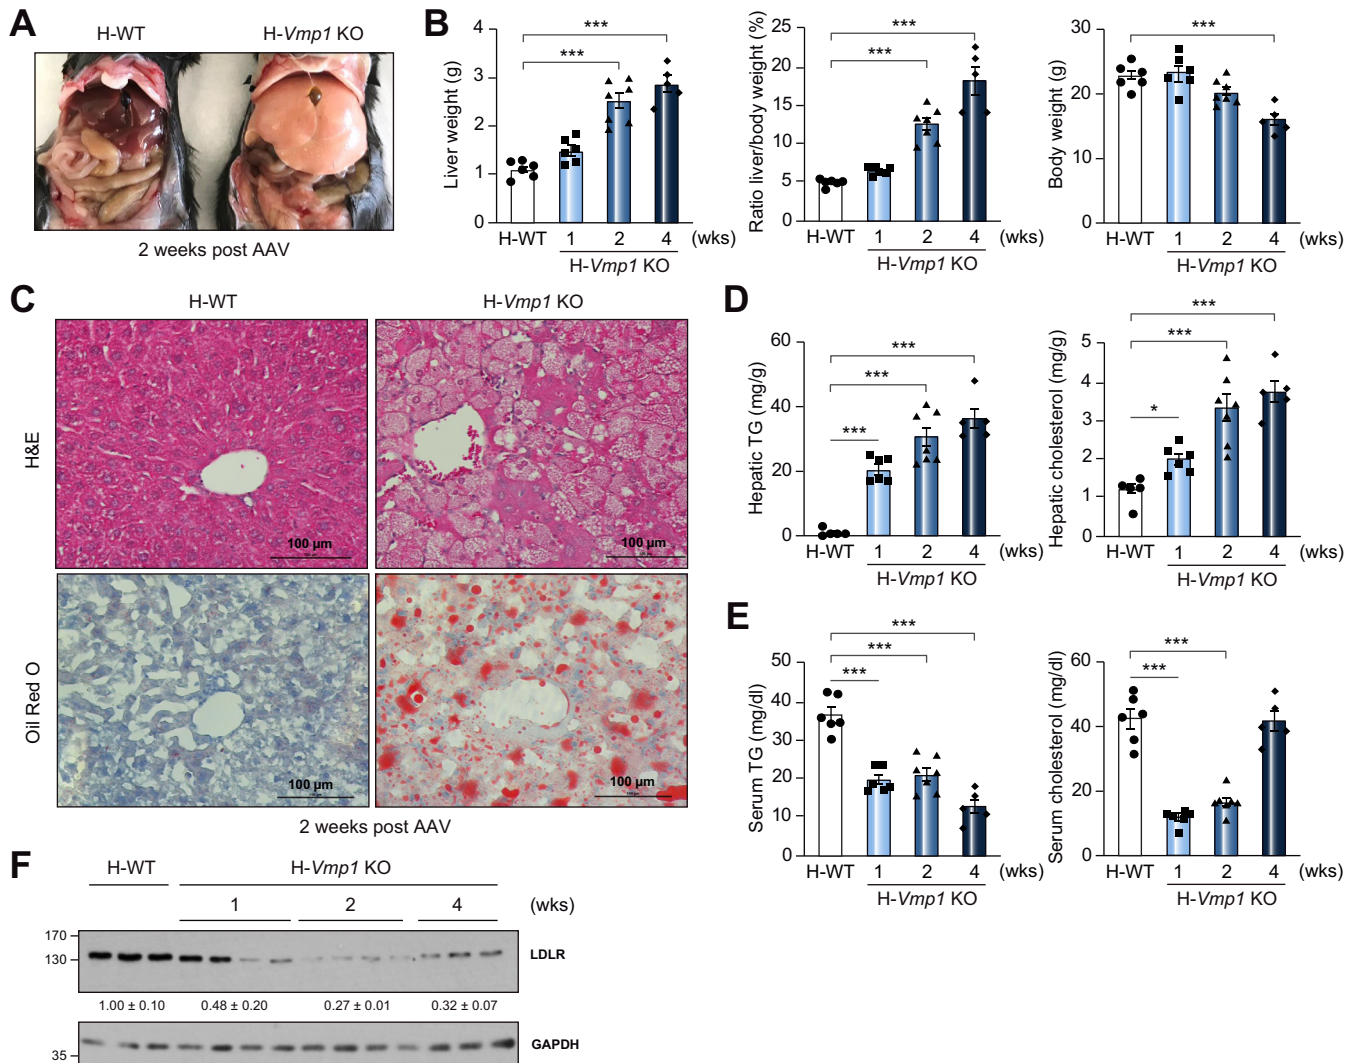 A
H-WT
H-Vmp1 KO
2 weeks post AAV
B
Liver weight (g)
4
3
2
1
0
***
***
H-WT
1
2
4
(wks)
H-Vmp1 KO
Ratio liver/body weight (%)
25
20
15
10
5
0
***
***
H-WT
1
2
4
(wks)
H-Vmp1 KO
Body weight (g)
30
20
10
0
***
H-WT
1
2
4
(wks)
H-Vmp1 KO
C
H-WT
H-Vmp1 KO
H&E
100 µm
100 µm
Oil Red O
100 µm
100 µm
2 weeks post AAV
D
Hepatic TG (mg/g)
60
40
20
0
***
***
***
H-WT
1
2
4
(wks)
H-Vmp1 KO
Hepatic cholesterol (mg/g)
5
4
3
2
1
0
***
***
*
H-WT
1
2
4
(wks)
H-Vmp1 KO
E
Serum TG (mg/dl)
50
40
30
20
10
0
***
***
***
H-WT
1
2
4
(wks)
H-Vmp1 KO
Serum cholesterol (mg/dl)
60
40
20
0
***
***
H-WT
1
2
4
(wks)
H-Vmp1 KO
F
H-WT
H-Vmp1 KO
1
2
4
(wks)
170
130
LDLR
1.00 ± 0.10
0.48 ± 0.20
0.27 ± 0.01
0.32 ± 0.07
GAPDH
35